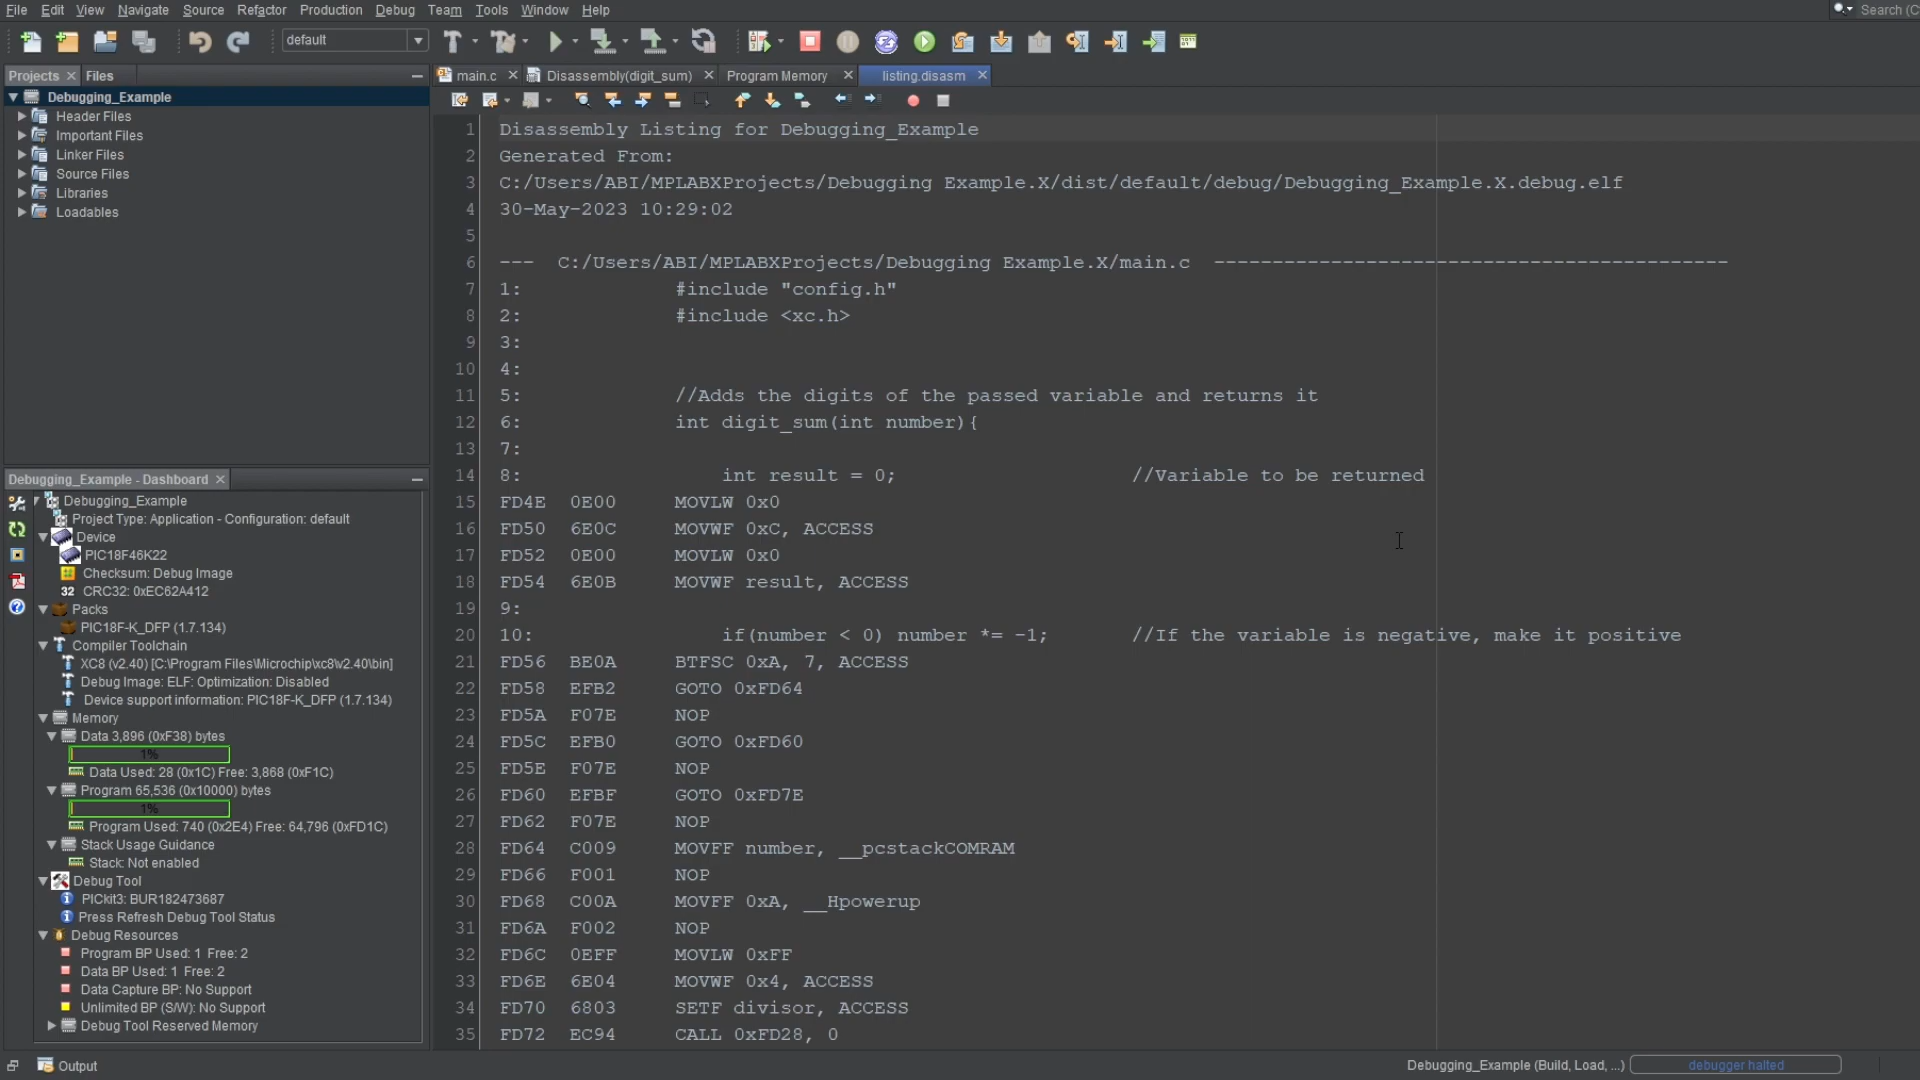 File Edit View Navigate Source Refactor Production Debug Team Tools Window Help
Search (C
default
Projects Files
Debugging_Example
Header Files
Important Files
Linker Files
Source Files
Libraries
Loadables
Debugging_Example - Dashboard
Debugging_Example
Project Type: Application - Configuration: default
Device
PIC18F46K22
Checksum: Debug Image
32 CRC32: 0xEC62A412
Packs
PIC18F-K_DFP (1.7.134)
Compiler Toolchain
XC8 (v2.40) [C:\Program Files\Microchip\xc8\v2.40\bin]
Debug Image: ELF: Optimization: Disabled
Device support information: PIC18F-K_DFP (1.7.134)
Memory
Data 3,896 (0xF38) bytes
1%
Data Used: 28 (0x1C) Free: 3,868 (0xF1C)
Program 65,536 (0x10000) bytes
1%
Program Used: 740 (0x2E4) Free: 64,796 (0xFD1C)
Stack Usage Guidance
Stack: Not enabled
Debug Tool
PICkit3: BUR182473687
Press Refresh Debug Tool Status
Debug Resources
Program BP Used: 1 Free: 2
Data BP Used: 1 Free: 2
Data Capture BP: No Support
Unlimited BP (S/W): No Support
Debug Tool Reserved Memory
main.c Disassembly(digit_sum) Program Memory listing.disasm
1 Disassembly Listing for Debugging_Example
2 Generated From:
3 C:/Users/ABI/MPLABXProjects/Debugging Example.X/dist/default/debug/Debugging_Example.X.debug.elf
4 30-May-2023 10:29:02
5
6 --- C:/Users/ABI/MPLABXProjects/Debugging Example.X/main.c --------------------------------------------
7 1: #include "config.h"
8 2: #include <xc.h>
9 3:
10 4:
11 5: //Adds the digits of the passed variable and returns it
12 6: int digit_sum(int number){
13 7:
14 8: int result = 0; //Variable to be returned
15 FD4E 0E00 MOVLW 0x0
16 FD50 6E0C MOVWF 0xC, ACCESS
17 FD52 0E00 MOVLW 0x0
18 FD54 6E0B MOVWF result, ACCESS
19 9:
20 10: if(number < 0) number *= -1; //If the variable is negative, make it positive
21 FD56 BE0A BTFSC 0xA, 7, ACCESS
22 FD58 EFB2 GOTO 0xFD64
23 FD5A F07E NOP
24 FD5C EFB0 GOTO 0xFD60
25 FD5E F07E NOP
26 FD60 EFBF GOTO 0xFD7E
27 FD62 F07E NOP
28 FD64 C009 MOVFF number, __pcstackCOMRAM
29 FD66 F001 NOP
30 FD68 C00A MOVFF 0xA, __Hpowerup
31 FD6A F002 NOP
32 FD6C 0EFF MOVLW 0xFF
33 FD6E 6E04 MOVWF 0x4, ACCESS
34 FD70 6803 SETF divisor, ACCESS
35 FD72 EC94 CALL 0xFD28, 0
Output
Debugging_Example (Build, Load, ...) debugger halted